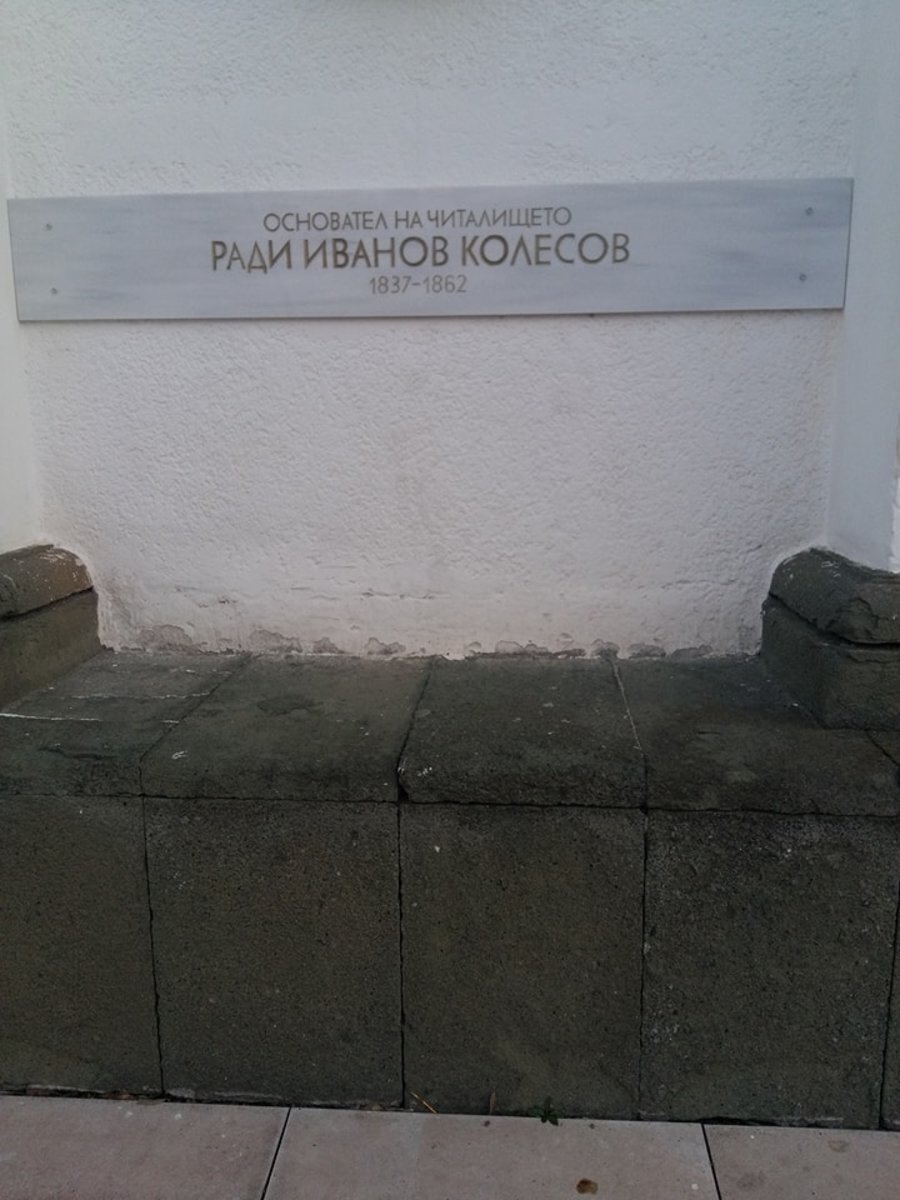 ОСНОВАТЕЛ НА ЧИТАЛИЩЕТО
РАДИ ИВАНОВ КОЛЕСОВ
1837-1862